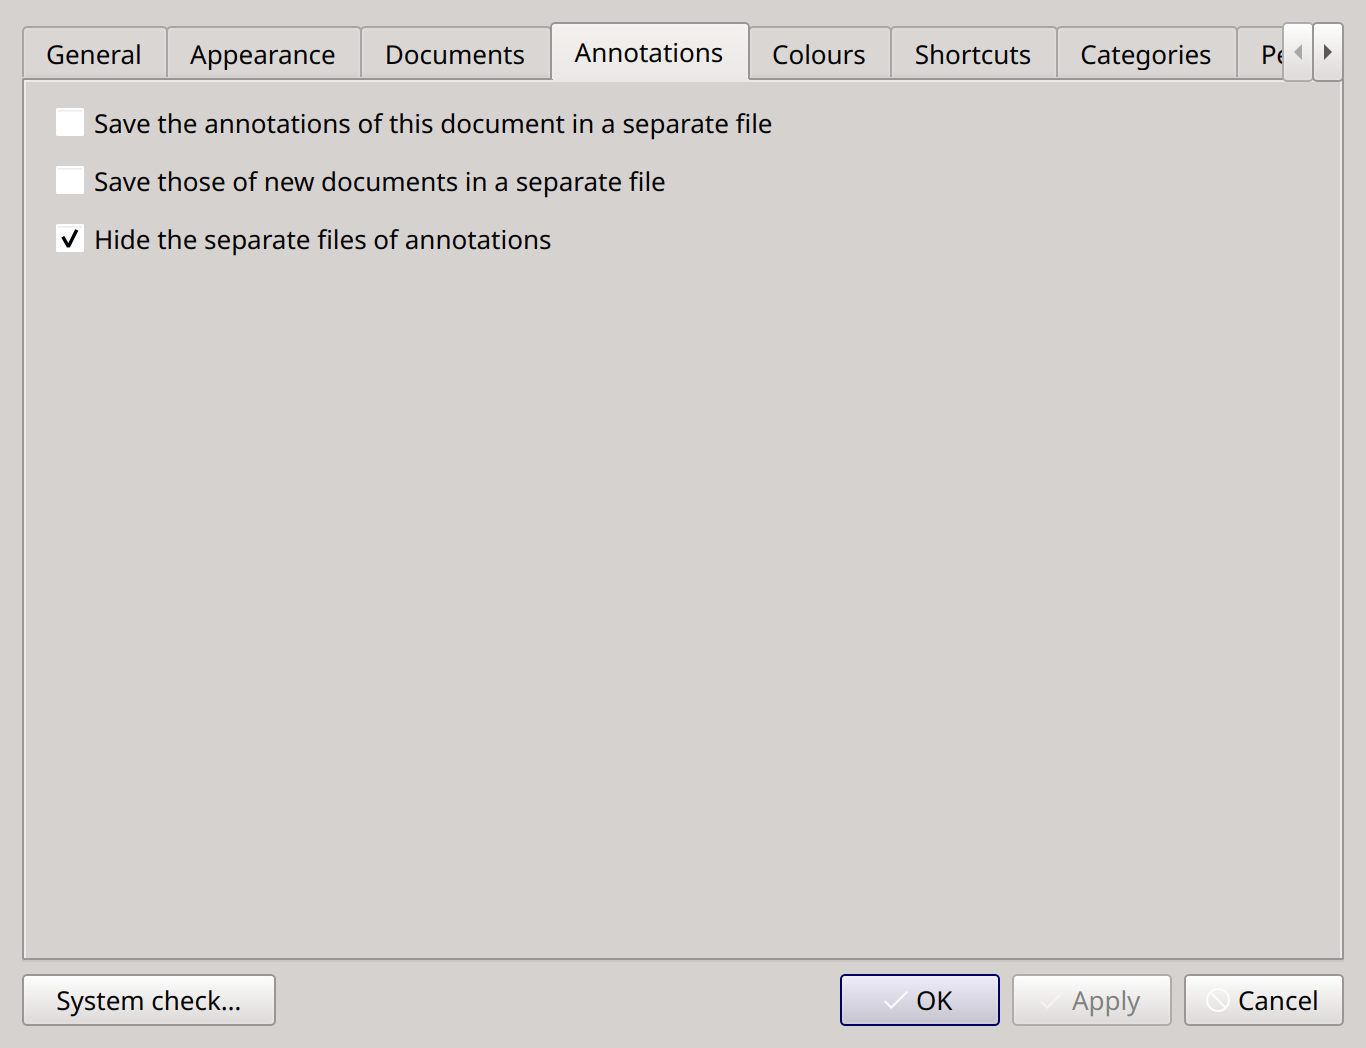 General Appearance Documents Annotations Colours Shortcuts Categories
Save the annotations of this document in a separate file
Save those of new documents in a separate file
Hide the separate files of annotations
System check... OK Apply Cancel